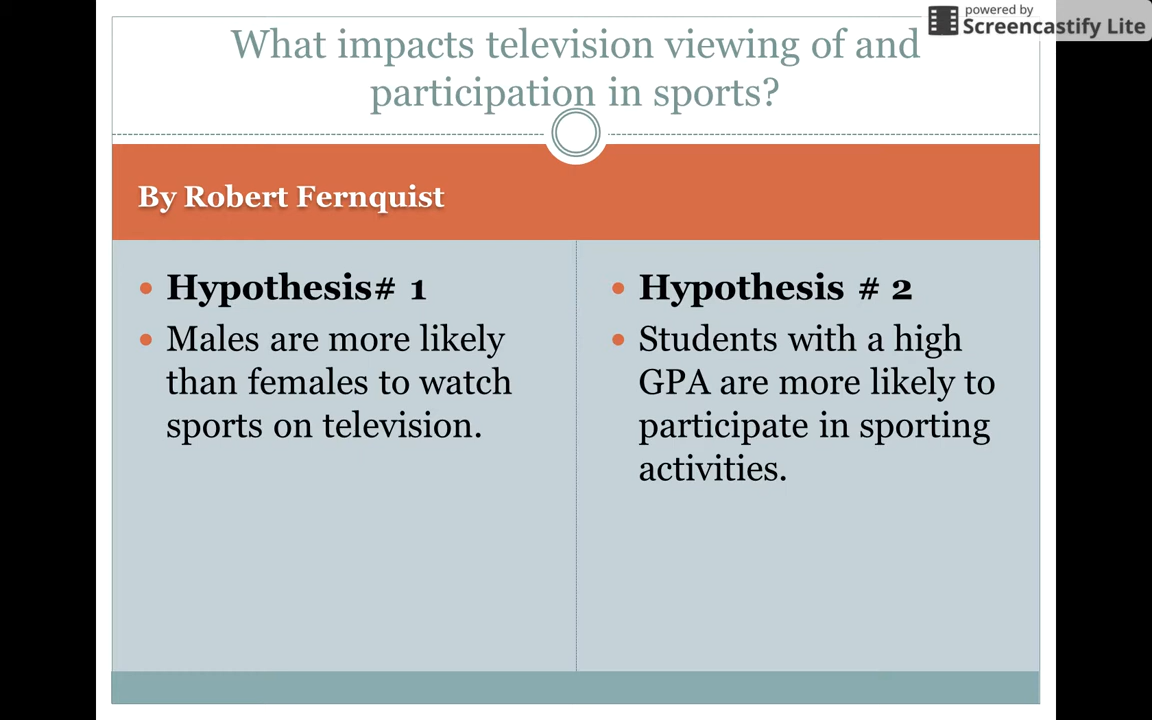 powered by
Screencastify Lite
What impacts television viewing of and
participation in sports?
By Robert Fernquist
• Hypothesis# 1
• Males are more likely
than females to watch
sports on television.
• Hypothesis # 2
• Students with a high
GPA are more likely to
participate in sporting
activities.